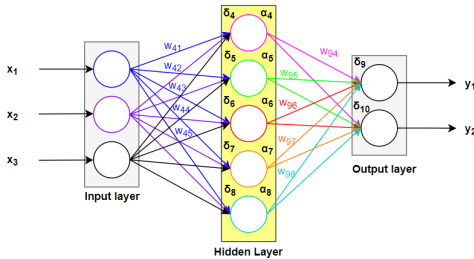 x1
x2
x3
Input layer
w41
w42
w43
w44
w45
δ4 α4
δ5 α5
δ6 α6
δ7 α7
δ8 α8
Hidden Layer
w94
w95
w96
w97
w98
δ9
δ10
Output layer
y1
y2